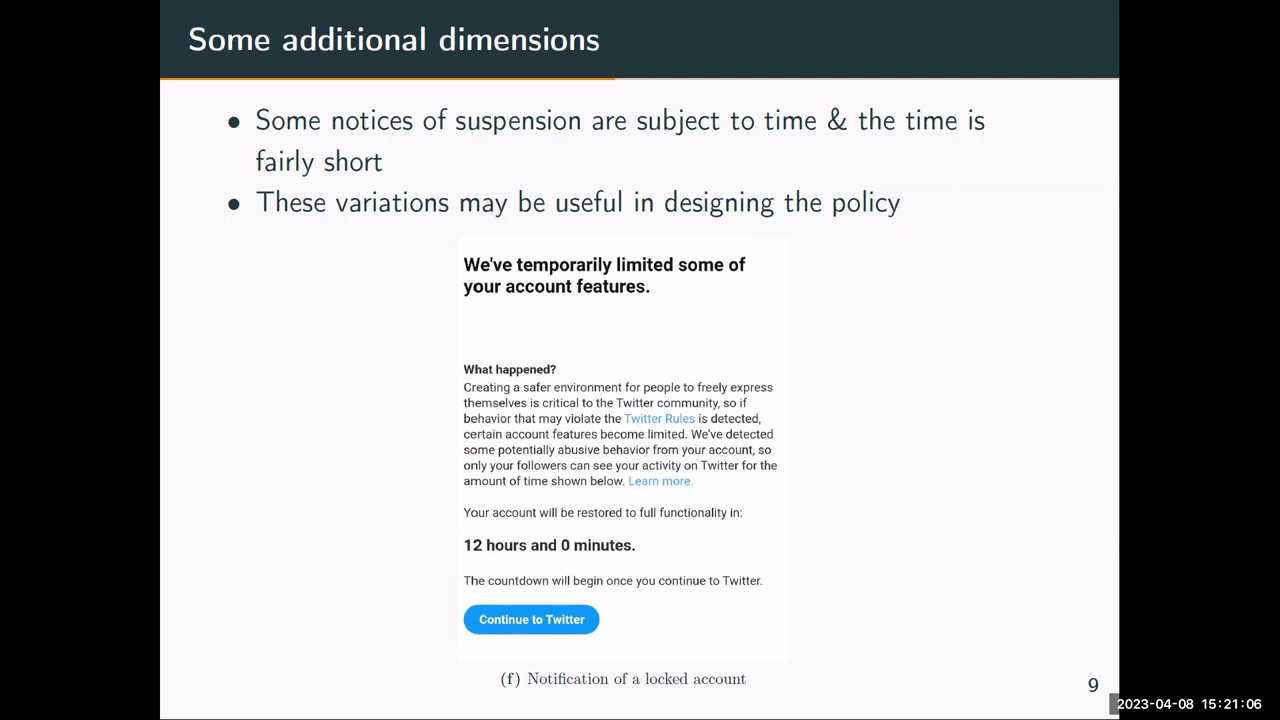 Some additional dimensions
• Some notices of suspension are subject to time & the time is
fairly short
• These variations may be useful in designing the policy
We've temporarily limited some of
your account features.
What happened?
Creating a safer environment for people to freely express
themselves is critical to the Twitter community, so if
behavior that may violate the Twitter Rules is detected,
certain account features become limited. We've detected
some potentially abusive behavior from your account, so
only your followers can see your activity on Twitter for the
amount of time shown below. Learn more.
Your account will be restored to full functionality in:
12 hours and 0 minutes.
The countdown will begin once you continue to Twitter.
Continue to Twitter
(f) Notification of a locked account
9
2023-04-08 15:21:06